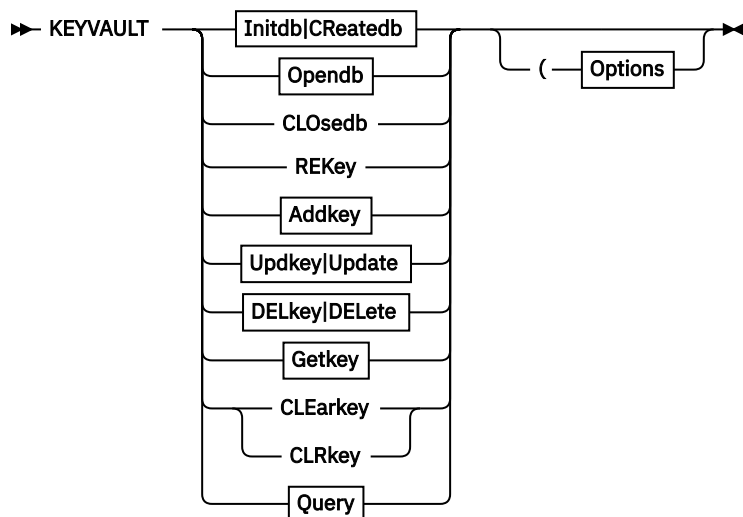 KEYVAULT Initdb|CReatedb
Opendb ( Options
CLOsedb
REKey
Addkey
Updkey|Update
DELkey|DELete
Getkey
CLEarkey
CLRkey
Query